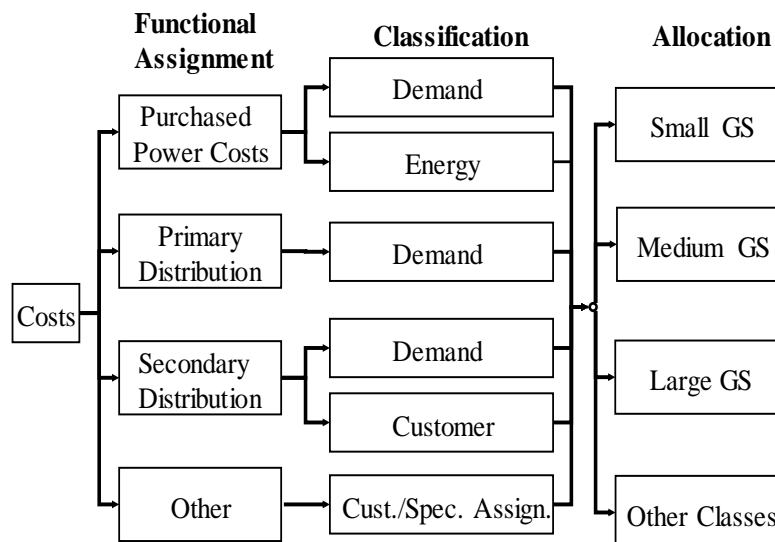 Functional
Assignment
Classification
Allocation
Purchased
Power Costs
Demand
Energy
Small GS
Primary
Distribution
Demand
Medium GS
Costs
Secondary
Distribution
Demand
Customer
Large GS
Other
Cust./Spec. Assign.
Other Classes